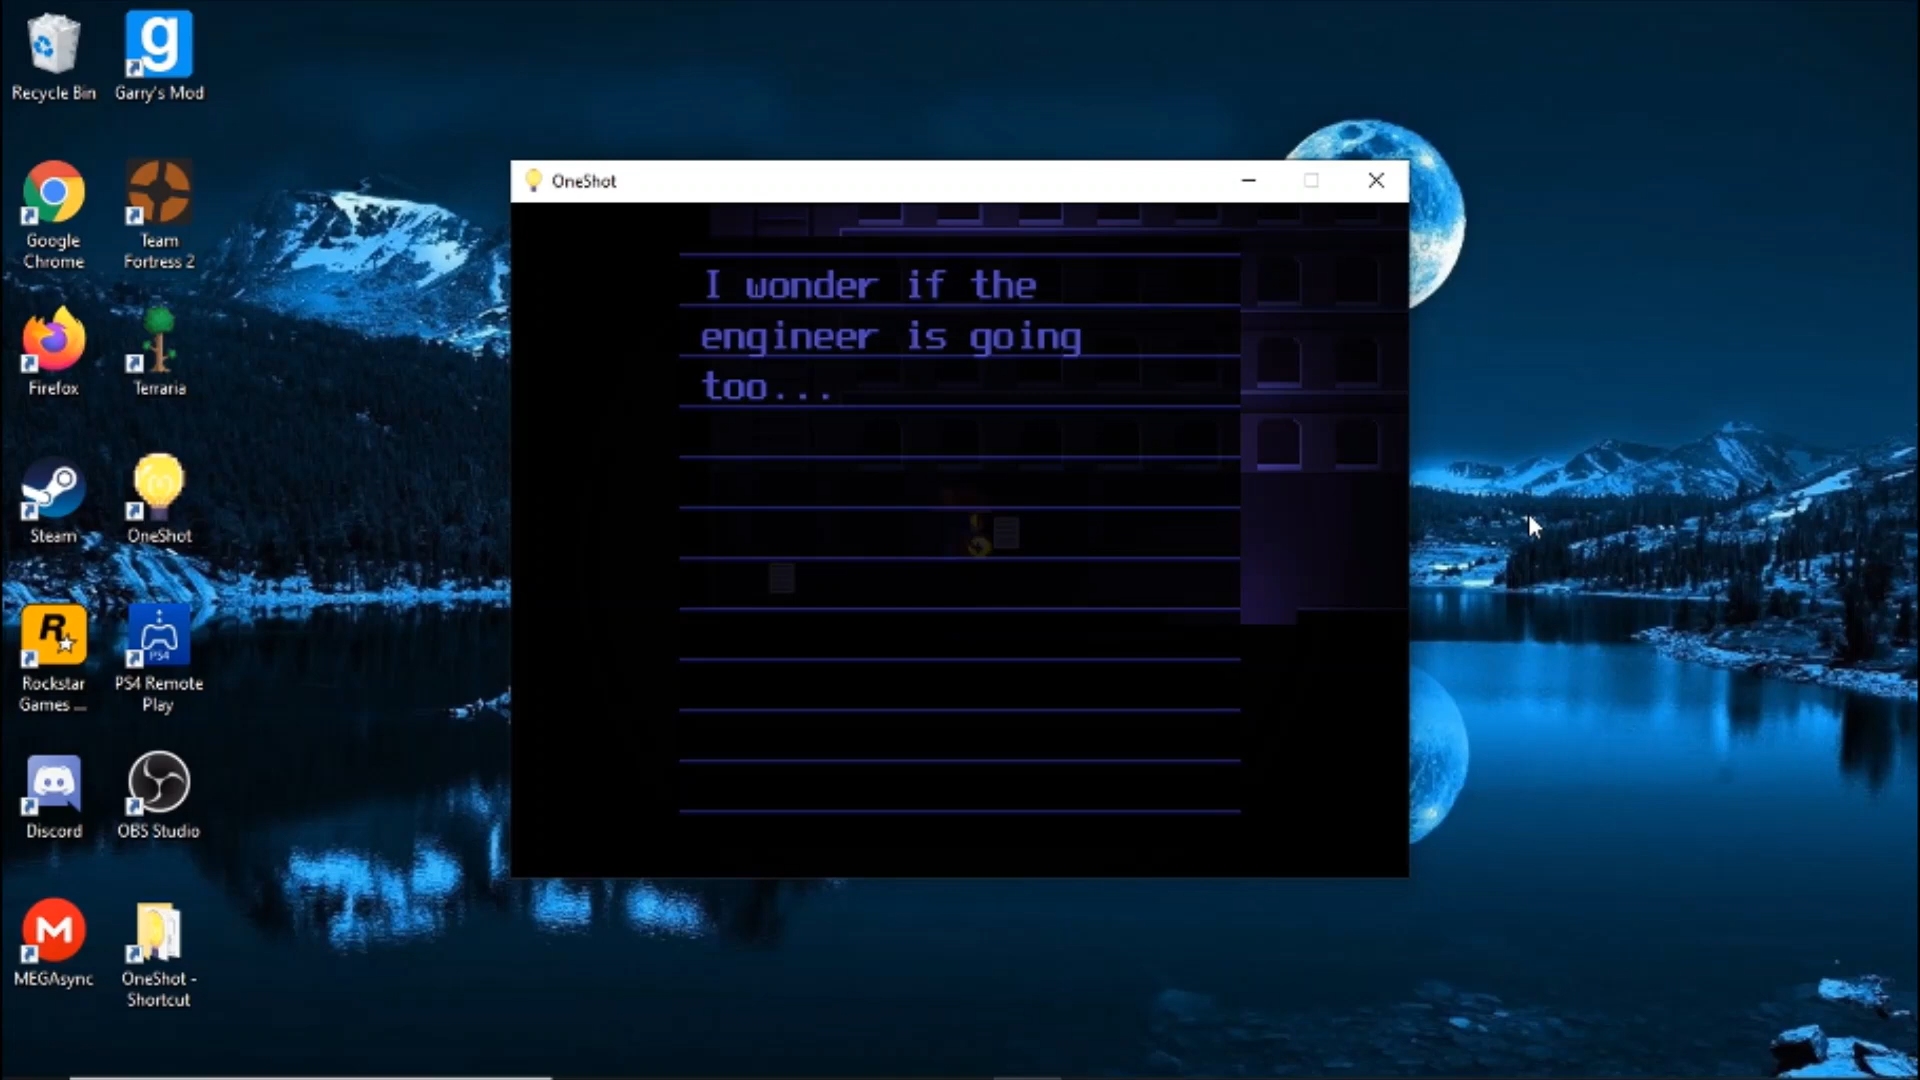 Recycle Bin
Garry's Mod
Google
Chrome
Team
Fortress 2
Firefox
Terraria
Steam
OneShot
Rockstar
Games ...
PS4
PS4 Remote
Play
Discord
OBS Studio
MEGAsync
OneShot -
Shortcut
OneShot
I wonder if the
engineer is going
too...